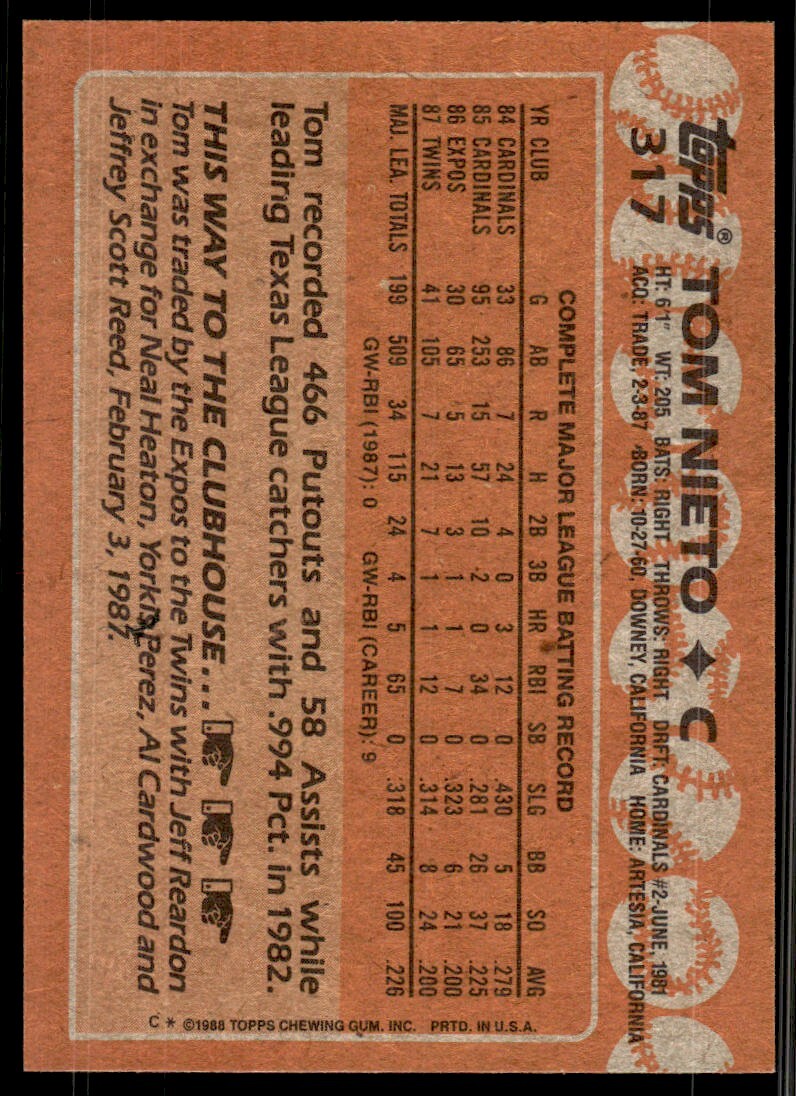 Topps®
317
TOM NIETO ♦ C
HT: 6'1" WT: 205 BATS: RIGHT THROWS: RIGHT DRFT: CARDINALS #2-JUNE, 1981
ACQ: TRADE, 2-3-87 BORN: 10-27-60, DOWNEY, CALIFORNIA HOME: ARTESIA, CALIFORNIA
COMPLETE MAJOR LEAGUE BATTING RECORD
YR CLUB G AB R H 2B 3B HR RBI SB SLG BB SO AVG
84 CARDINALS 33 86 7 24 4 0 3 12 0 .430 5 18 .279
85 CARDINALS 95 253 15 57 10 2 0 34 0 .281 26 37 .225
86 EXPOS 30 65 5 13 3 1 1 7 0 .323 6 21 .200
87 TWINS 41 105 7 21 7 1 1 12 0 .314 8 24 .200
MAJ. LEA. TOTALS 199 509 34 115 24 4 5 65 0 .318 45 100 .226
GW-RBI (1987): 0 GW-RBI (CAREER): 9
Tom recorded 466 Putouts and 58 Assists while
leading Texas League catchers with .994 Pct. in 1982.
THIS WAY TO THE CLUBHOUSE...
Tom was traded by the Expos to the Twins with Jeff Reardon
in exchange for Neal Heaton, Yorkis Perez, Al Cardwood and
Jeffrey Scott Reed, February 3, 1987.
C * ©1988 TOPPS CHEWING GUM, INC. PRTD. IN U.S.A.